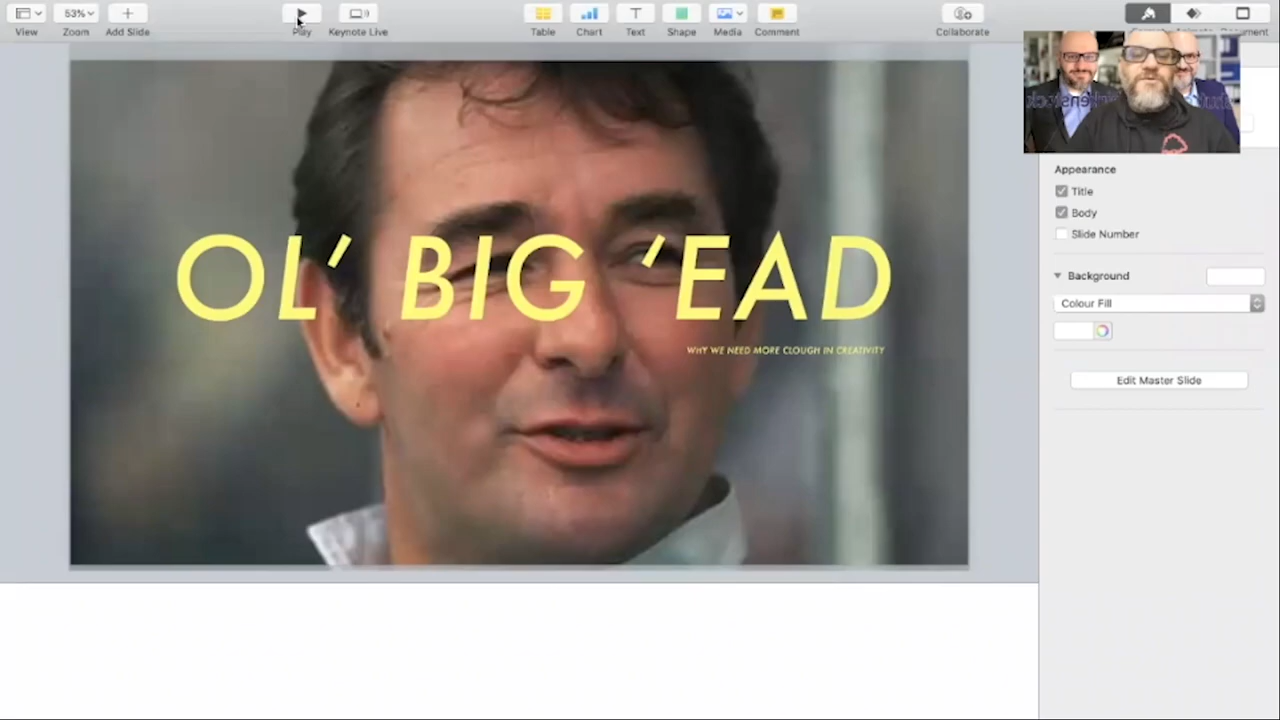 53%
View
Zoom
Add Slide
Play
Keynote Live
Table
Chart
Text
Shape
Media
Comment
Collaborate
Appearance
Title
Body
Slide Number
Background
Colour Fill
Edit Master Slide
OL’ BIG ’EAD
WHY WE NEED MORE CLOUGH IN CREATIVITY